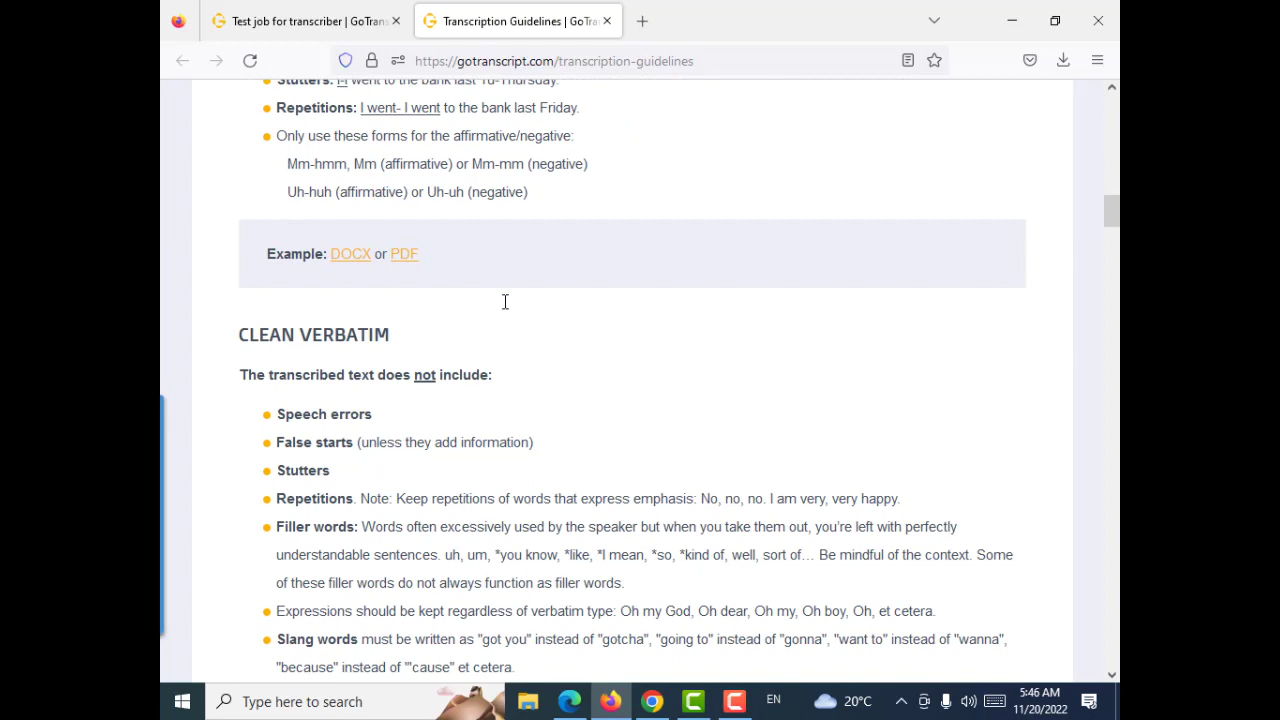 Test job for transcriber | GoTrans
Transcription Guidelines | GoTra
https://gotranscript.com/transcription-guidelines
Stutters: I-I went to the bank last Tu-Thursday.
Repetitions: I went- I went to the bank last Friday.
Only use these forms for the affirmative/negative:
Mm-hmm, Mm (affirmative) or Mm-mm (negative)
Uh-huh (affirmative) or Uh-uh (negative)
Example: DOCX or PDF
CLEAN VERBATIM
The transcribed text does not include:
Speech errors
False starts (unless they add information)
Stutters
Repetitions. Note: Keep repetitions of words that express emphasis: No, no, no. I am very, very happy.
Filler words: Words often excessively used by the speaker but when you take them out, you're left with perfectly
understandable sentences. uh, um, *you know, *like, *I mean, *so, *kind of, well, sort of… Be mindful of the context. Some
of these filler words do not always function as filler words.
Expressions should be kept regardless of verbatim type: Oh my God, Oh dear, Oh my, Oh boy, Oh, et cetera.
Slang words must be written as "got you" instead of "gotcha", "going to" instead of "gonna", "want to" instead of "wanna",
"because" instead of "'cause" et cetera.
Type here to search
EN
20°C
5:46 AM
11/20/2022